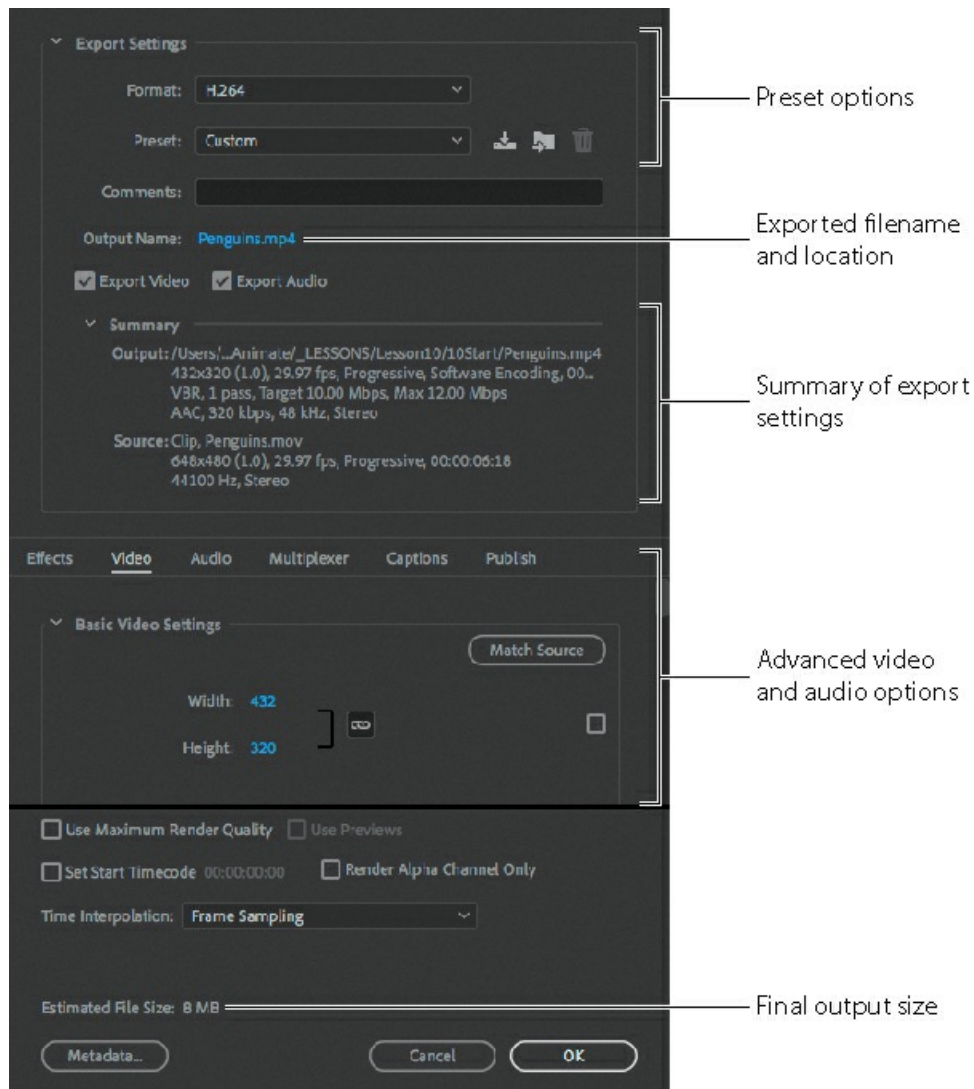 Export Settings
Format: H.264
Preset options
Preset: Custom
Comments:
Output Name: Penguins.mp4
Exported filename
and location
Export Video Export Audio
Summary
Output: /Users/...Animate/_LESSONS/Lesson10/10Start/Penguins.mp4
432x320 (1.0), 29.97 fps, Progressive, Software Encoding, 00...
VBR, 1 pass, Target 10.00 Mbps, Max 12.00 Mbps
AAC, 320 kbps, 48 kHz, Stereo
Summary of export
settings
Source: Clip, Penguins.mov
648x480 (1.0), 29.97 fps, Progressive, 00:00:06:18
44100 Hz, Stereo
Effects Video Audio Multiplexer Captions Publish
Basic Video Settings
Match Source
Width: 432
Height: 320
Advanced video
and audio options
Use Maximum Render Quality Use Previews
Set Start Timecode 00:00:00:00 Render Alpha Channel Only
Time Interpolation: Frame Sampling
Estimated File Size: 8 MB
Final output size
Metadata... Cancel OK